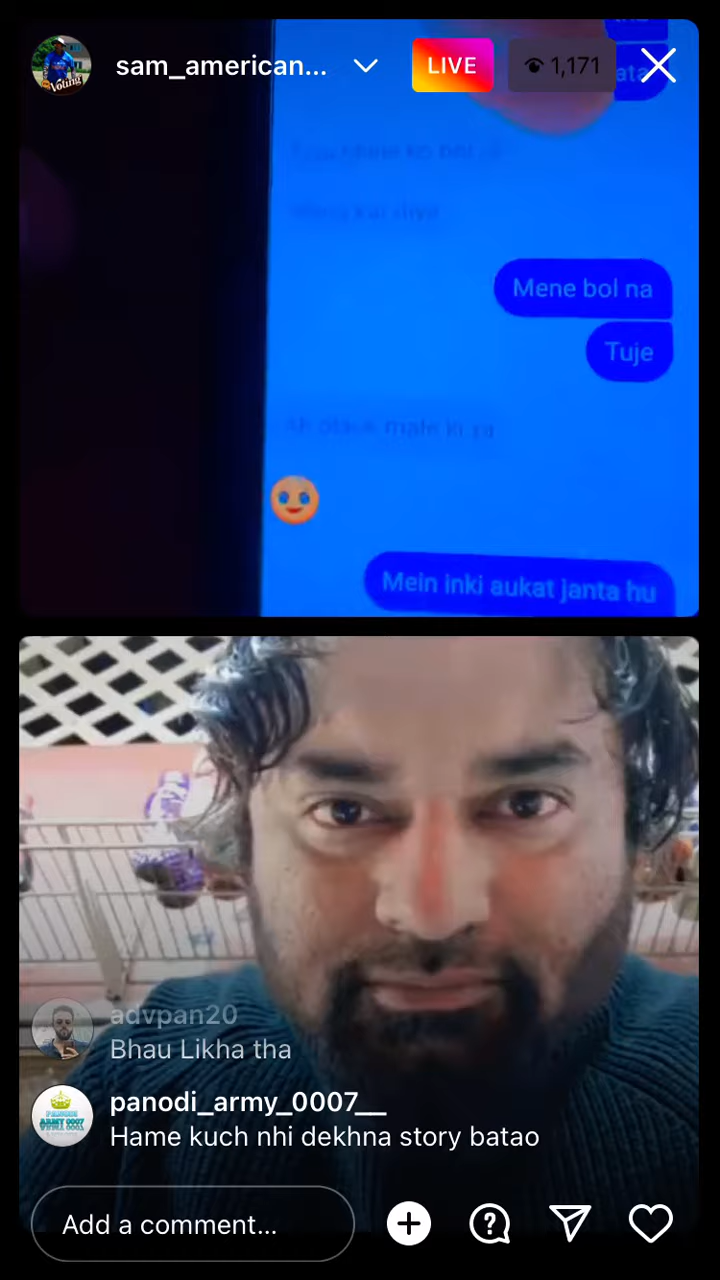 sam_american...
LIVE
1,171
Mene bol na
Tuje
Mein inki aukat janta hu
advpan20
Bhau Likha tha
panodi_army_0007__
Hame kuch nhi dekhna story batao
Add a comment...